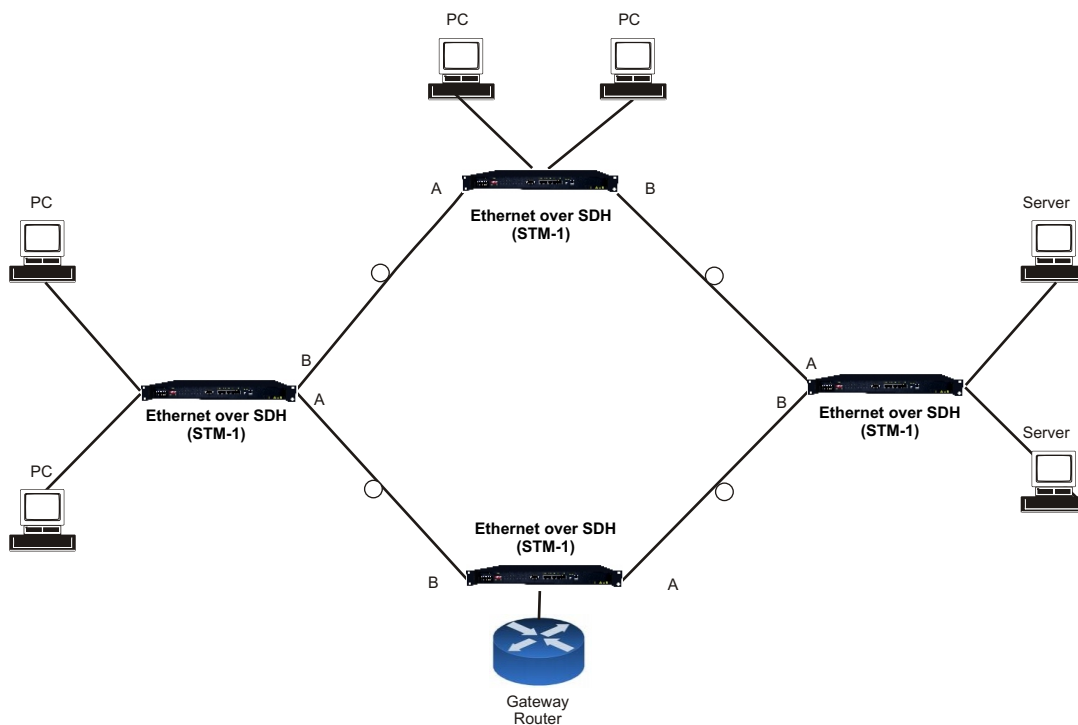 PC
PC
A
B
Ethernet over SDH
(STM-1)
PC
Server
B
A
Ethernet over SDH
(STM-1)
A
B
Ethernet over SDH
(STM-1)
PC
Server
Ethernet over SDH
(STM-1)
B
A
Gateway
Router